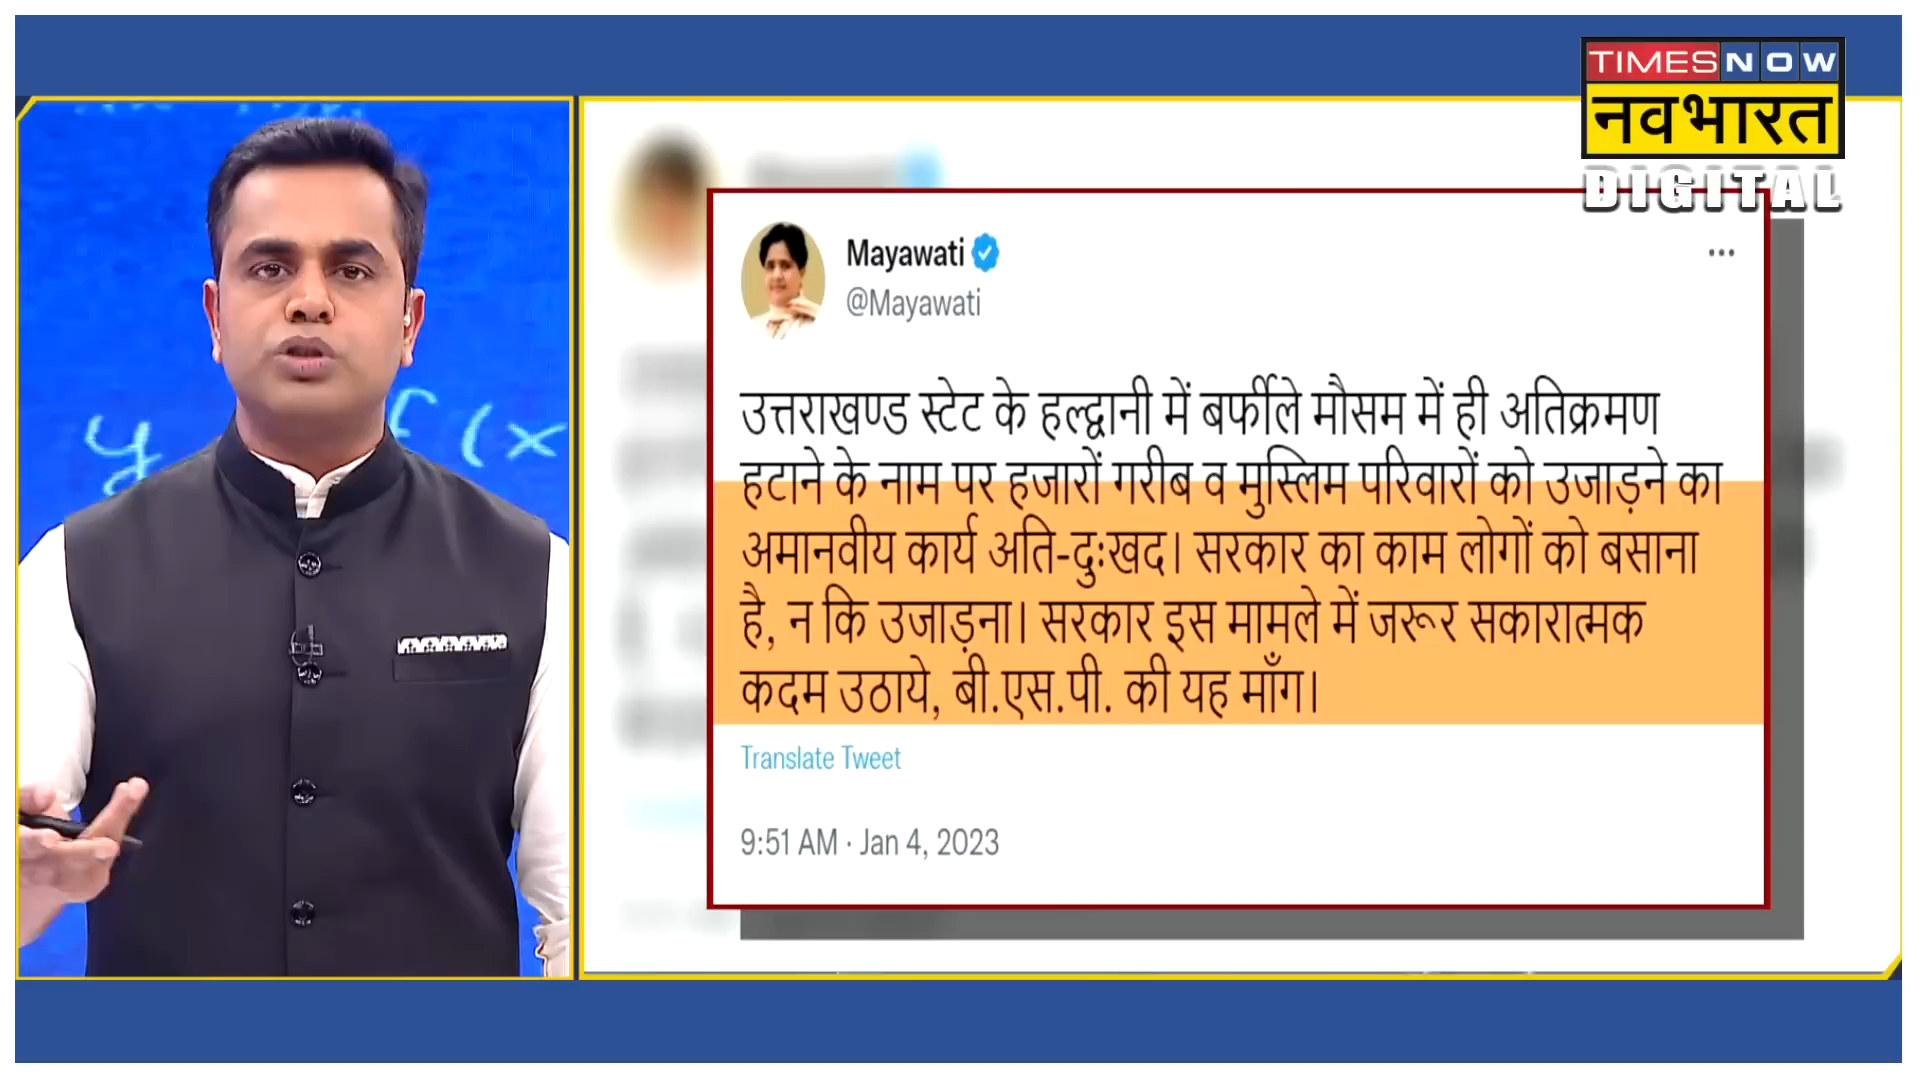 TIMES NOW
नवभारत
DIGITAL
y f(x
Mayawati
@Mayawati
उत्तराखण्ड स्टेट के हल्द्वानी में बर्फीले मौसम में ही अतिक्रमण
हटाने के नाम पर हजारों गरीब व मुस्लिम परिवारों को उजाड़ने का
अमानवीय कार्य अति-दुःखद। सरकार का काम लोगों को बसाना
है, न कि उजाड़ना। सरकार इस मामले में जरूर सकारात्मक
कदम उठाये, बी.एस.पी. की यह माँग।
Translate Tweet
9:51 AM · Jan 4, 2023